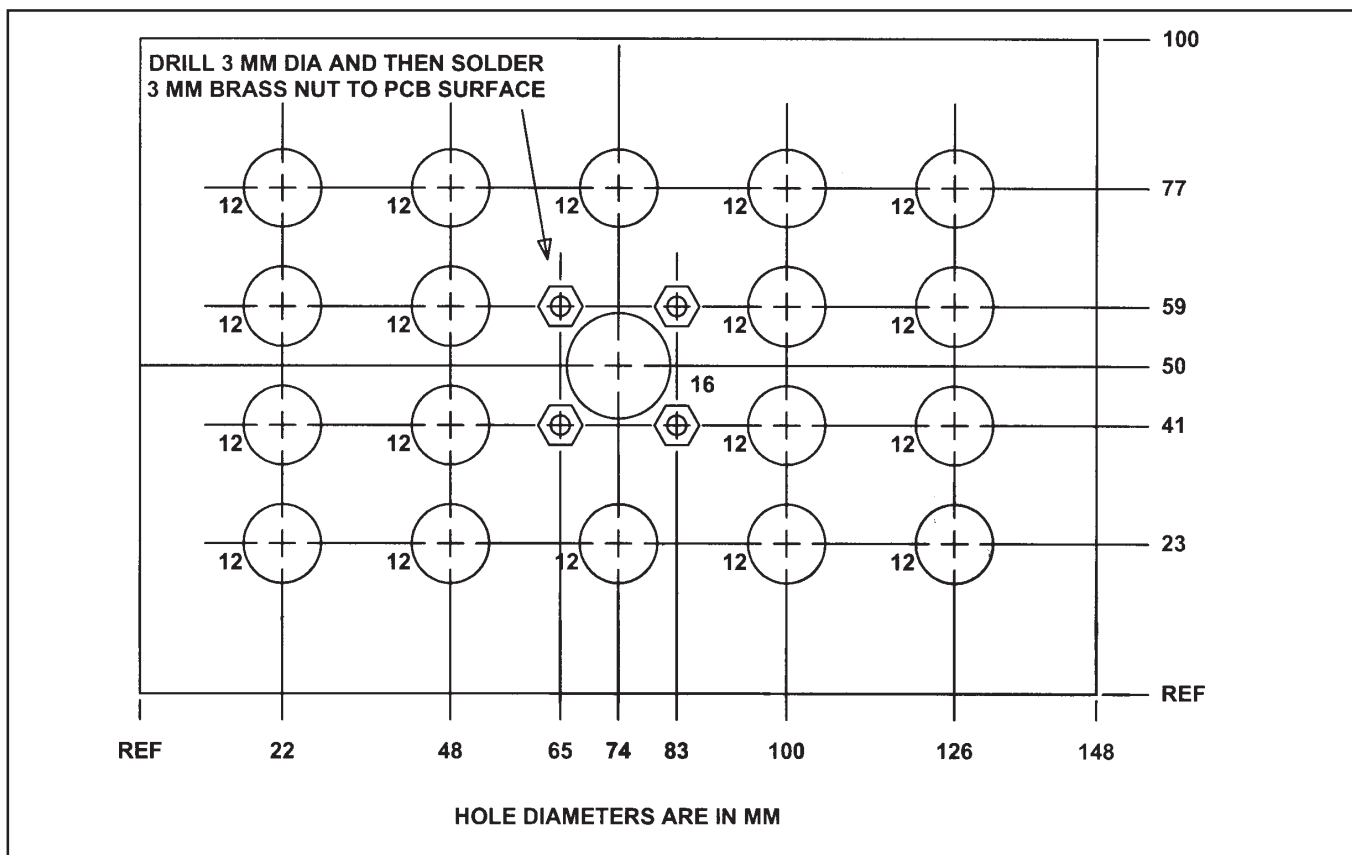 100
DRILL 3 MM DIA AND THEN SOLDER
3 MM BRASS NUT TO PCB SURFACE
77
12 12 12 12 12
59
12 12 12 12
50
16
41
12 12 12 12
23
12 12 12 12 12
REF
REF 22 48 65 74 83 100 126 148
HOLE DIAMETERS ARE IN MM